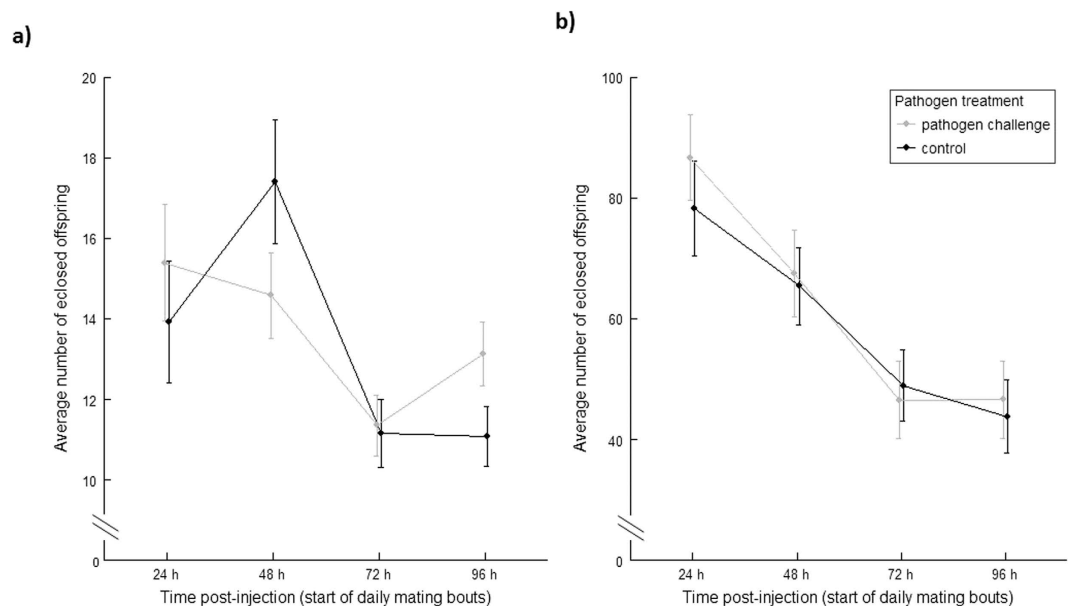 a)
20
18
16
14
12
10
0
Average number of eclosed offspring
24 h 48 h 72 h 96 h
Time post-injection (start of daily mating bouts)
b)
100
80
60
40
0
Average number of eclosed offspring
Pathogen treatment
pathogen challenge
control
24 h 48 h 72 h 96 h
Time post-injection (start of daily mating bouts)